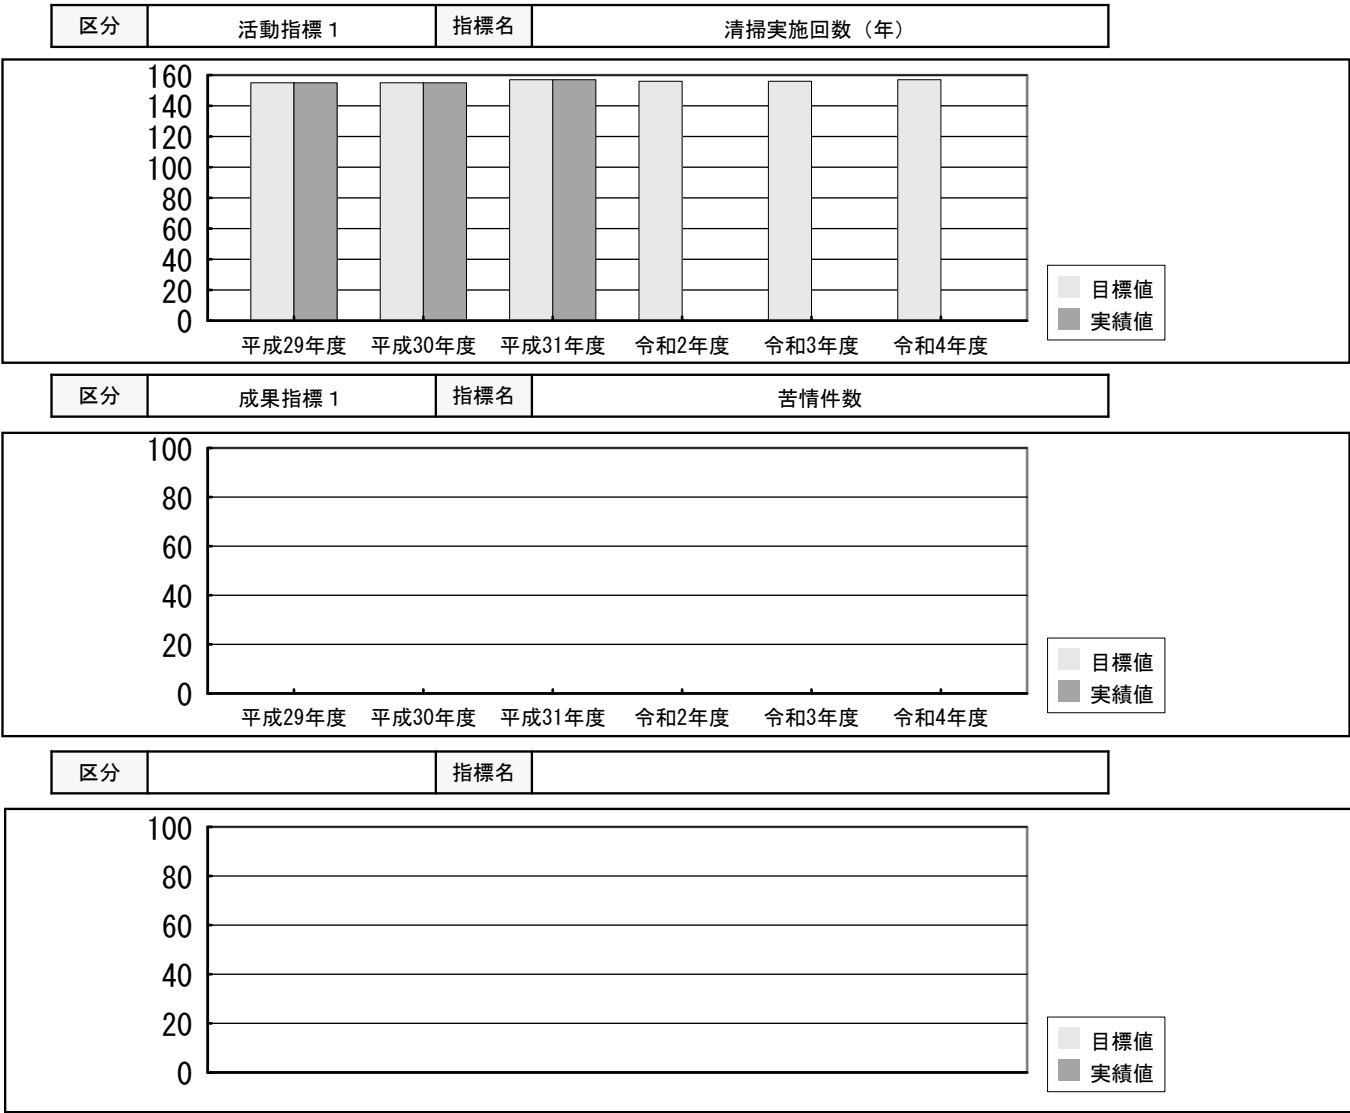 区分 活動指標１ 指標名 清掃実施回数（年）
160
140
120
100
80
60
40
20
0
平成29年度 平成30年度 平成31年度 令和2年度 令和3年度 令和4年度
目標値
実績値
区分 成果指標１ 指標名 苦情件数
100
80
60
40
20
0
平成29年度 平成30年度 平成31年度 令和2年度 令和3年度 令和4年度
目標値
実績値
区分 指標名
100
80
60
40
20
0
目標値
実績値